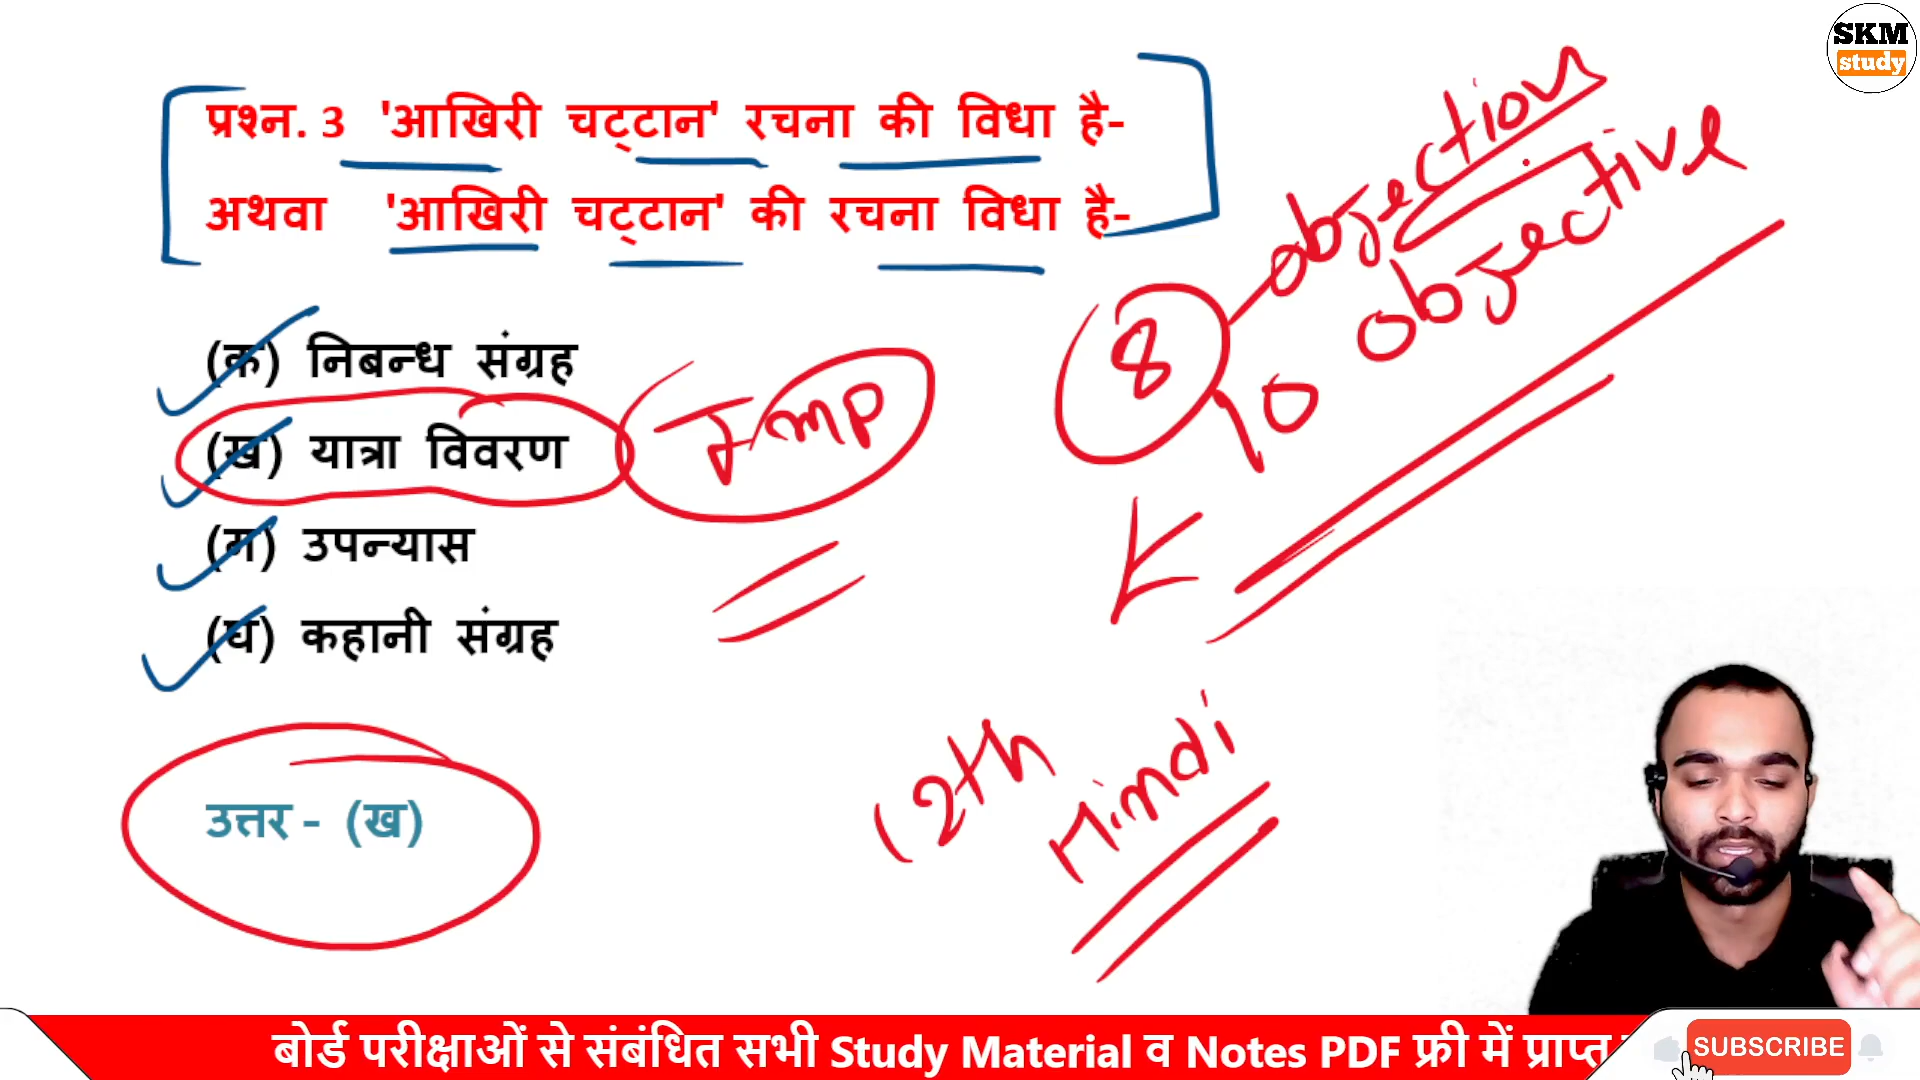 SKM
study
प्रश्न. 3 'आखिरी चट्टान' रचना की विधा है-
अथवा 'आखिरी चट्टान' की रचना विधा है-
(क) निबन्ध संग्रह
(ख) यात्रा विवरण
(ग) उपन्यास
(घ) कहानी संग्रह
उत्तर - (ख)
Imp
8
objection
objective
12th
Hindi
बोर्ड परीक्षाओं से संबंधित सभी Study Material व Notes PDF फ्री में प्राप्त
SUBSCRIBE